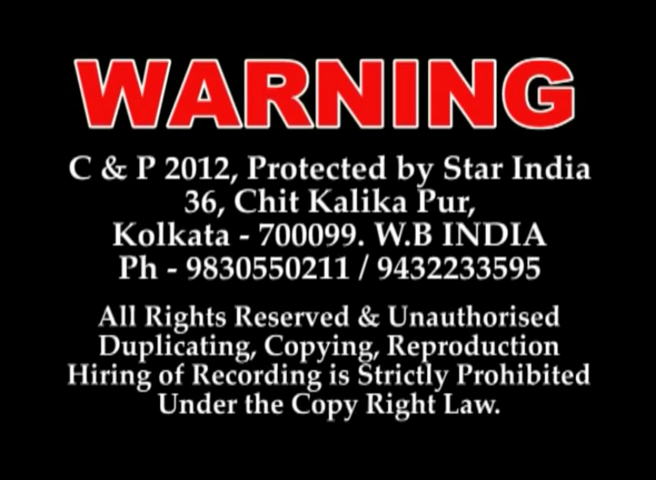 WARNING
C & P 2012, Protected by Star India
36, Chit Kalika Pur,
Kolkata - 700099. W.B INDIA
Ph - 9830550211 / 9432233595
All Rights Reserved & Unauthorised
Duplicating, Copying, Reproduction
Hiring of Recording is Strictly Prohibited
Under the Copy Right Law.